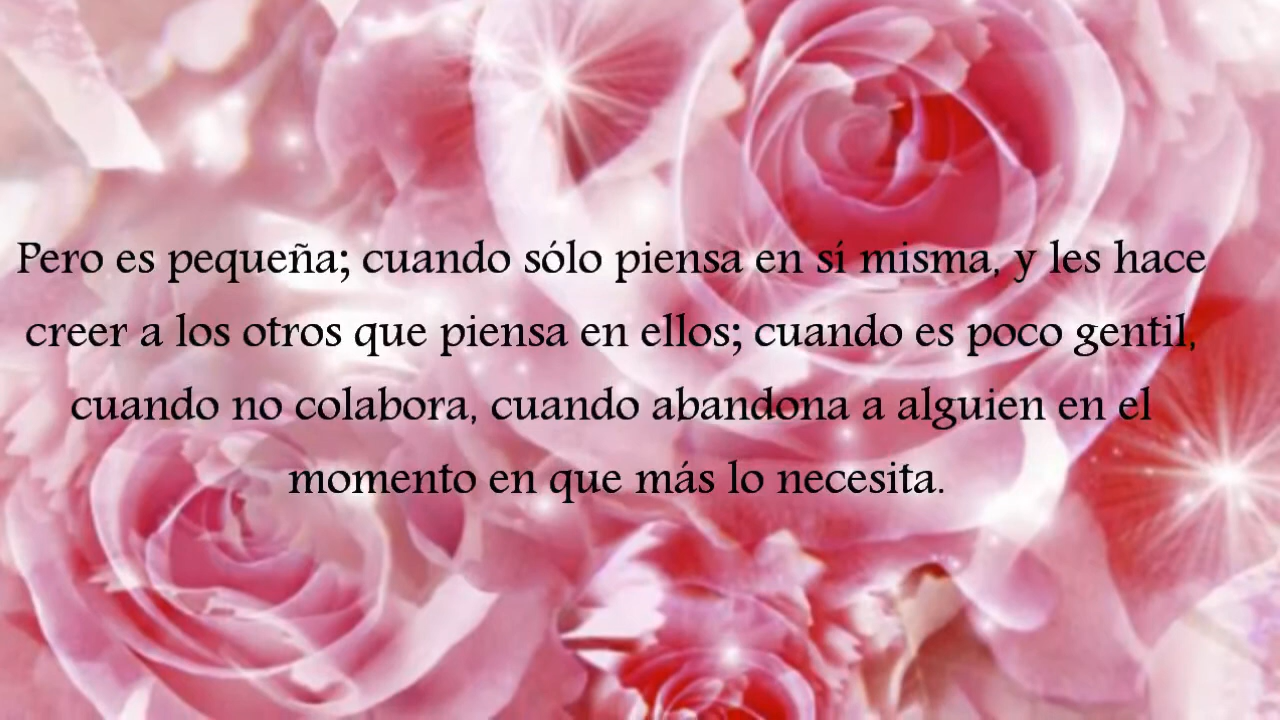 Pero es pequeña; cuando sólo piensa en sí misma, y les hace
creer a los otros que piensa en ellos; cuando es poco gentil,
cuando no colabora, cuando abandona a alguien en el
momento en que más lo necesita.